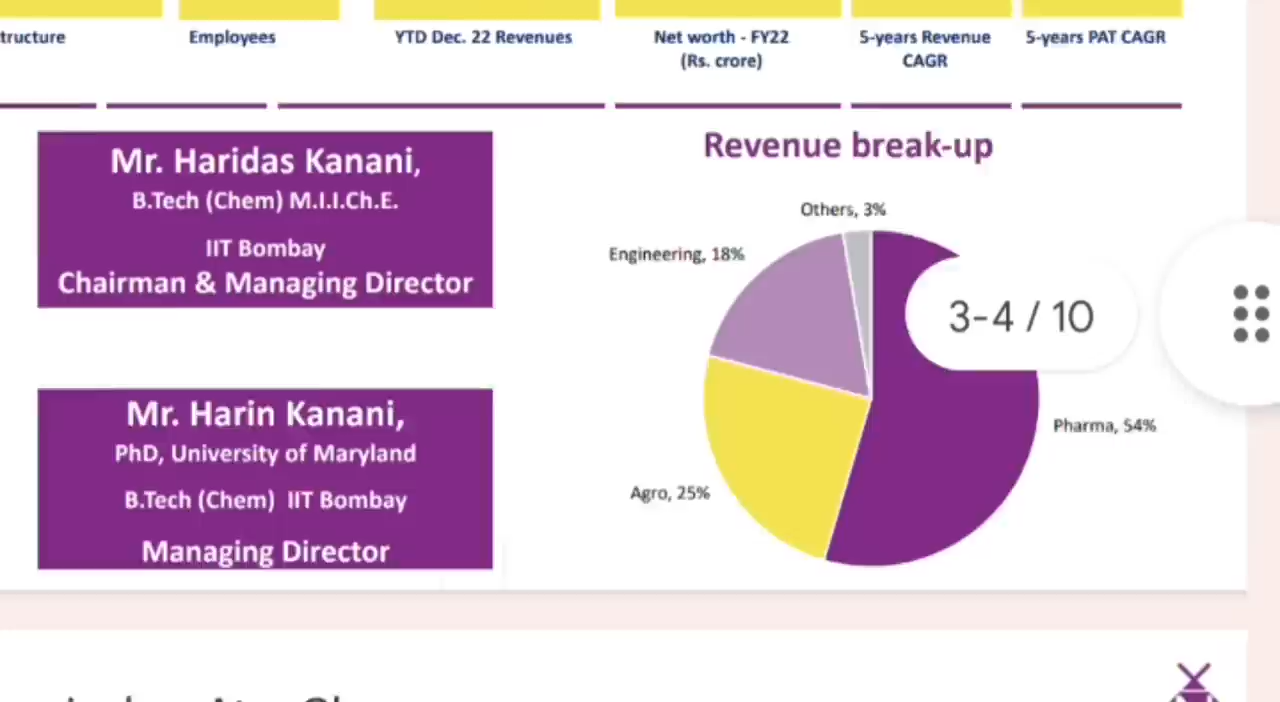 tructure
Employees
YTD Dec. 22 Revenues
Net worth - FY22
(Rs. crore)
5-years Revenue
CAGR
5-years PAT CAGR
Mr. Haridas Kanani,
B.Tech (Chem) M.I.I.Ch.E.
IIT Bombay
Chairman & Managing Director
Mr. Harin Kanani,
PhD, University of Maryland
B.Tech (Chem) IIT Bombay
Managing Director
Revenue break-up
Others, 3%
Engineering, 18%
3-4 / 10
Pharma, 54%
Agro, 25%